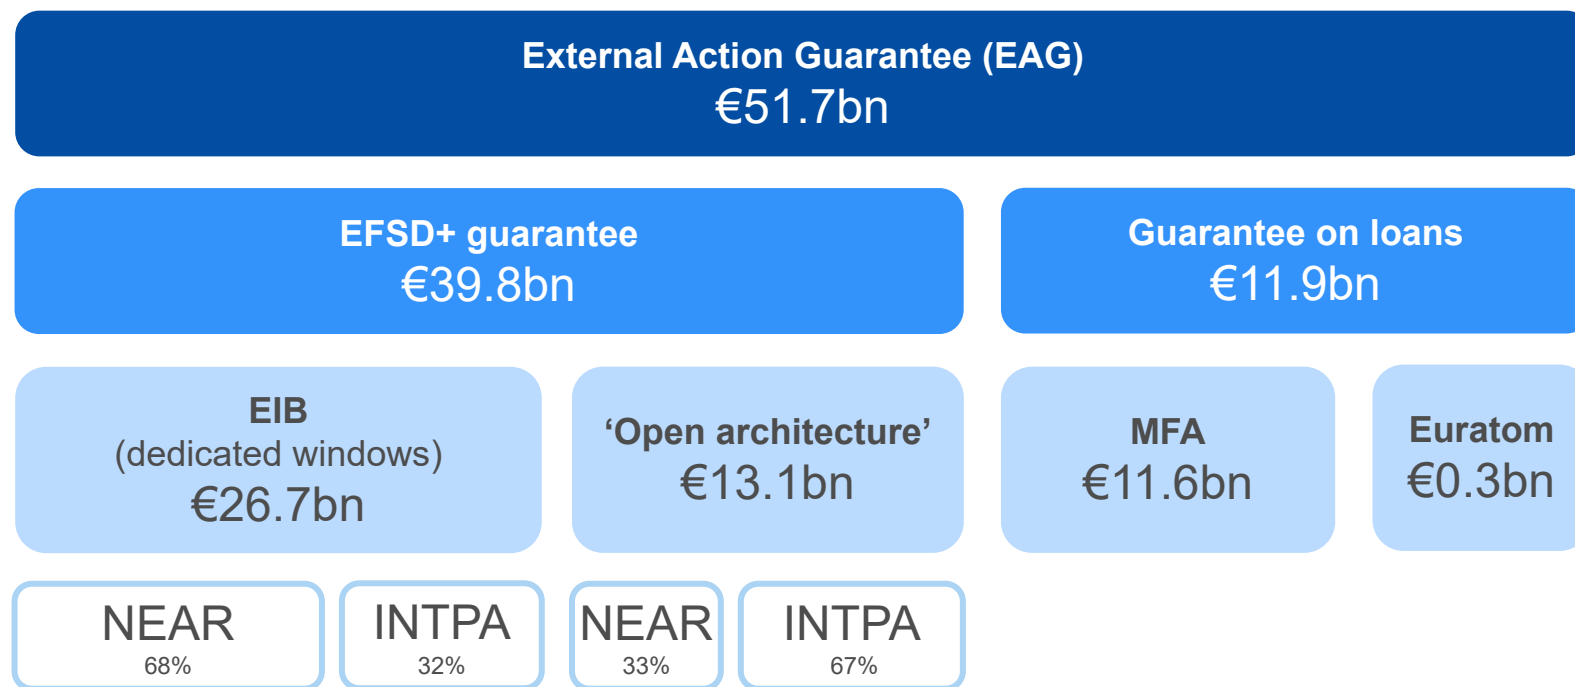 External Action Guarantee (EAG)
€51.7bn
EFSD+ guarantee
€39.8bn
Guarantee on loans
€11.9bn
EIB
(dedicated windows)
€26.7bn
‘Open architecture’
€13.1bn
MFA
€11.6bn
Euratom
€0.3bn
NEAR
68%
INTPA
32%
NEAR
33%
INTPA
67%